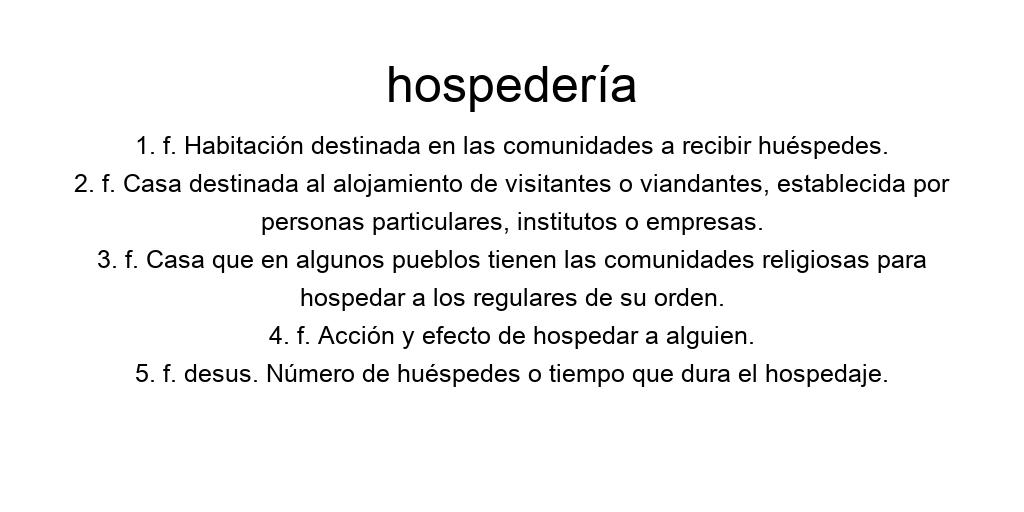 hospedería
1. f. Habitación destinada en las comunidades a recibir huéspedes.
2. f. Casa destinada al alojamiento de visitantes o viandantes, establecida por
personas particulares, institutos o empresas.
3. f. Casa que en algunos pueblos tienen las comunidades religiosas para
hospedar a los regulares de su orden.
4. f. Acción y efecto de hospedar a alguien.
5. f. desus. Número de huéspedes o tiempo que dura el hospedaje.